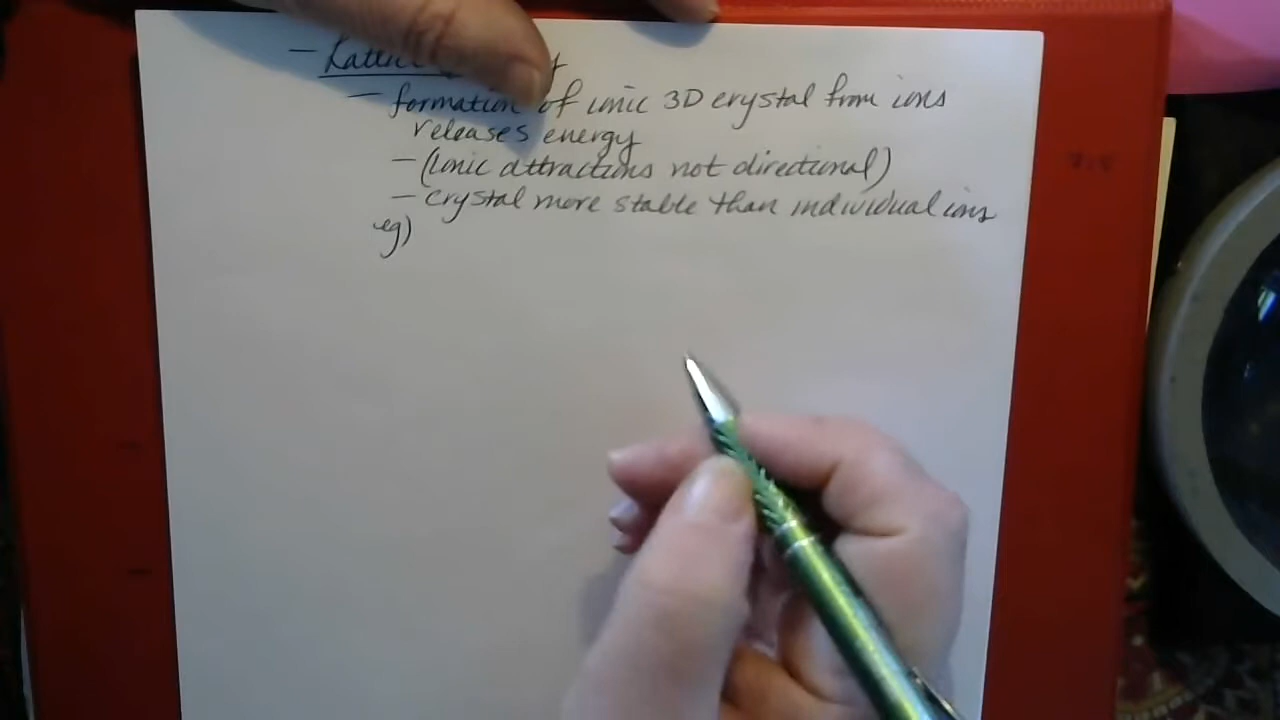 - Lattice
- formation of ionic 3D crystal from ions
releases energy
- (ionic attractions not directional)
- crystal more stable than individual ions
eg)